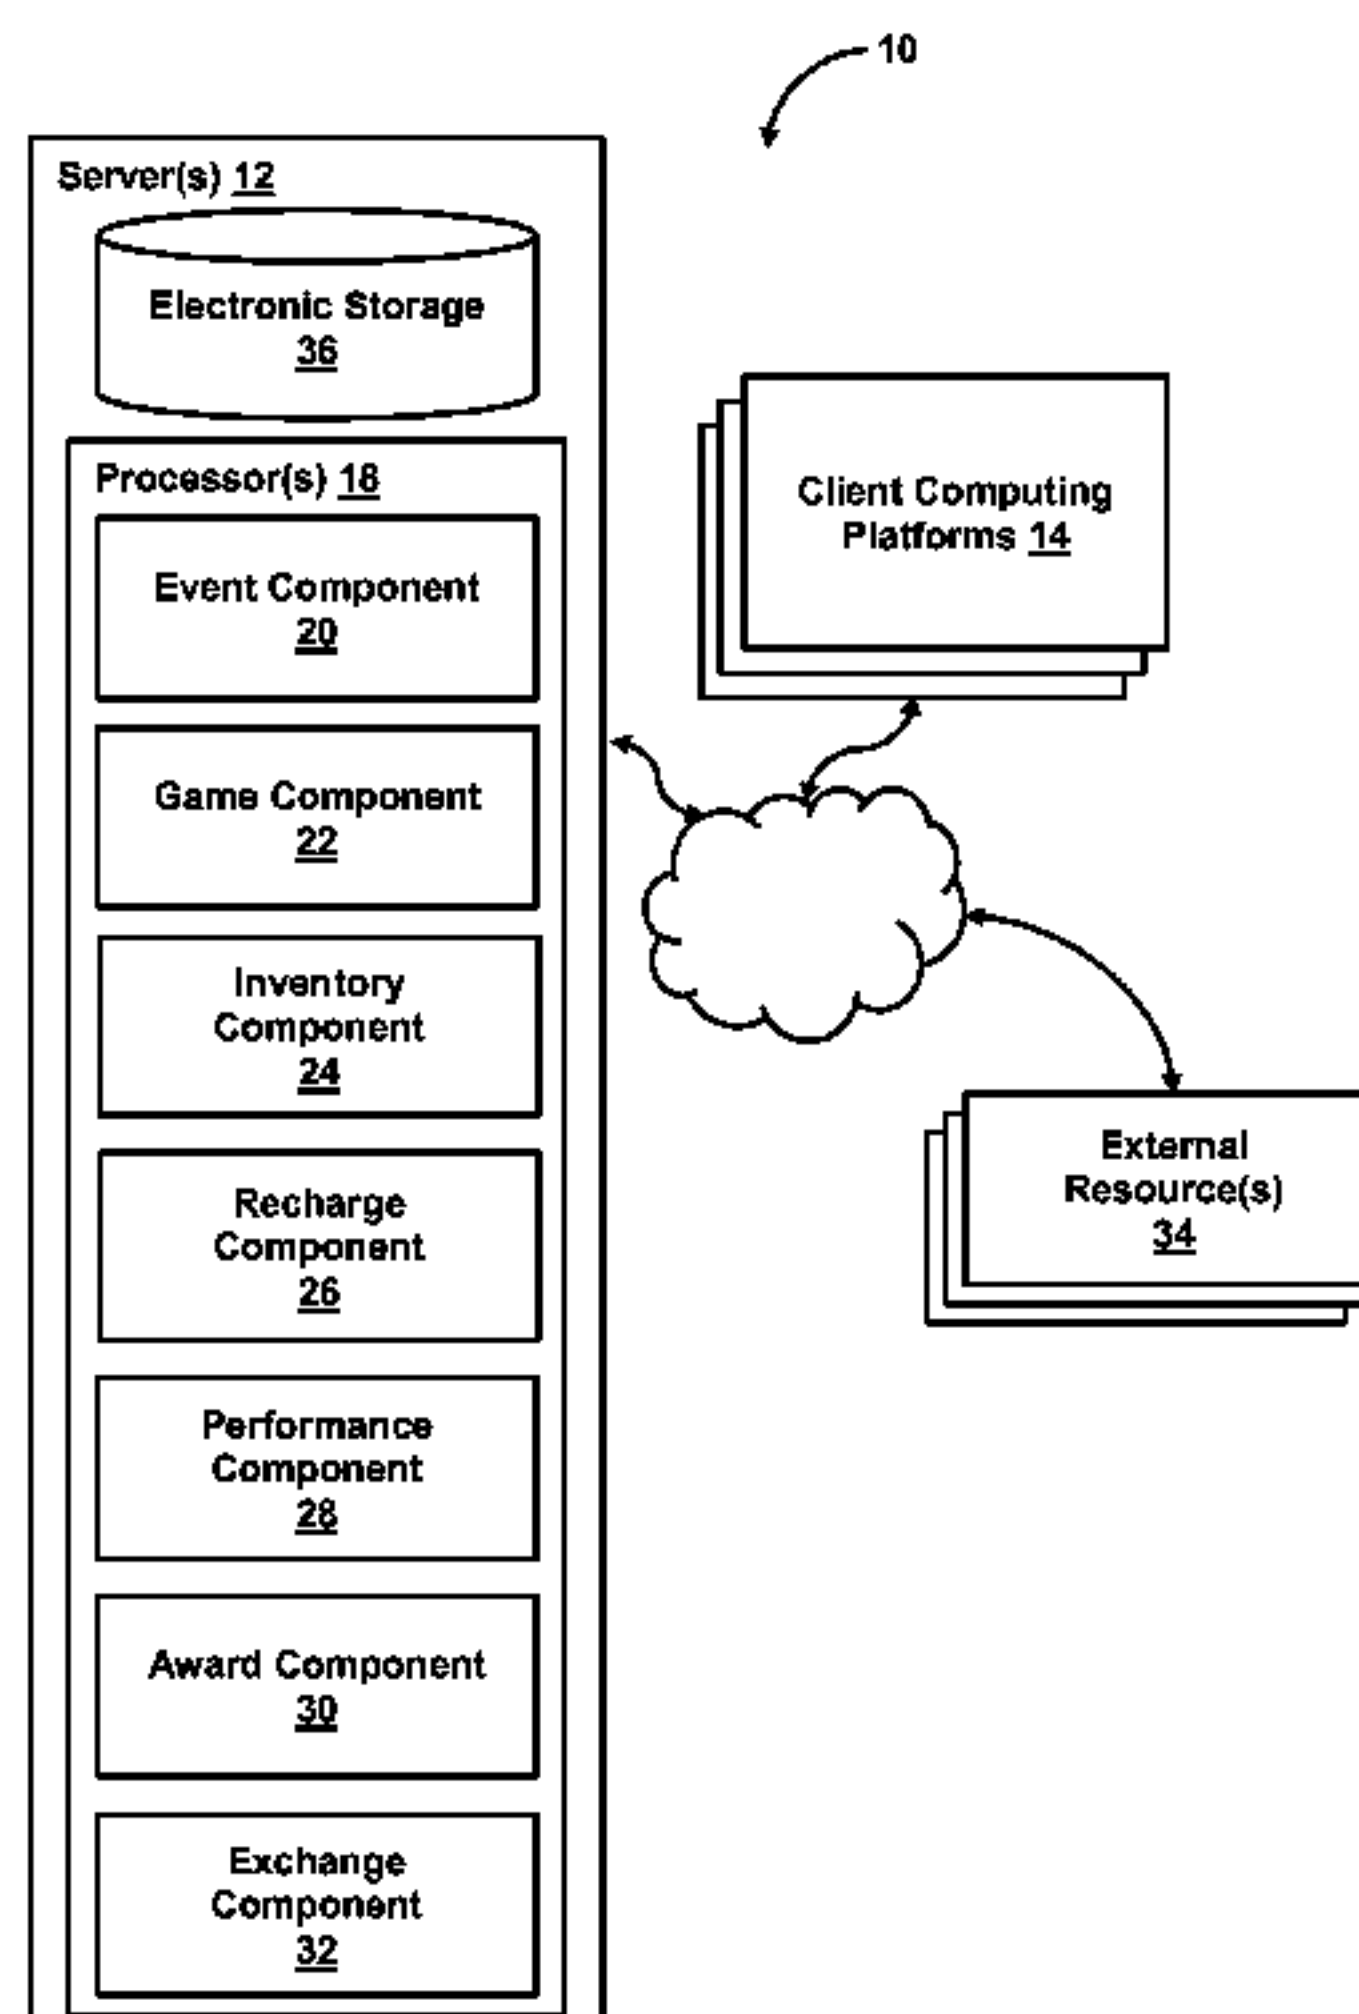 10
Server(s) 12
Electronic Storage
36
Processor(s) 18
Event Component
20
Game Component
22
Inventory
Component
24
Recharge
Component
26
Performance
Component
28
Award Component
30
Exchange
Component
32
Client Computing
Platforms 14
External
Resource(s)
34